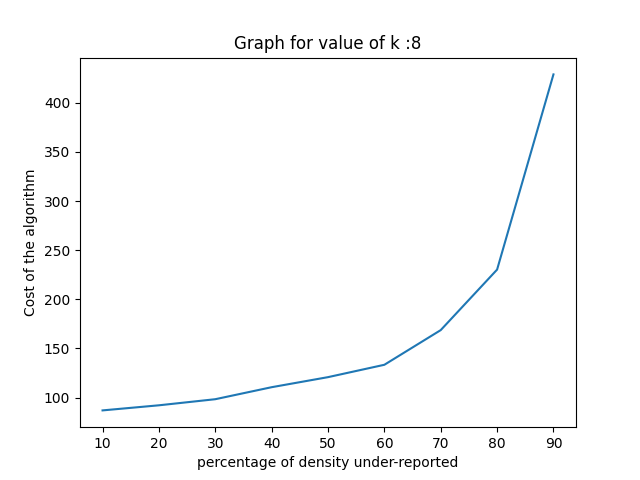 Graph for value of k :8
Cost of the algorithm
400
350
300
250
200
150
100
10 20 30 40 50 60 70 80 90
percentage of density under-reported